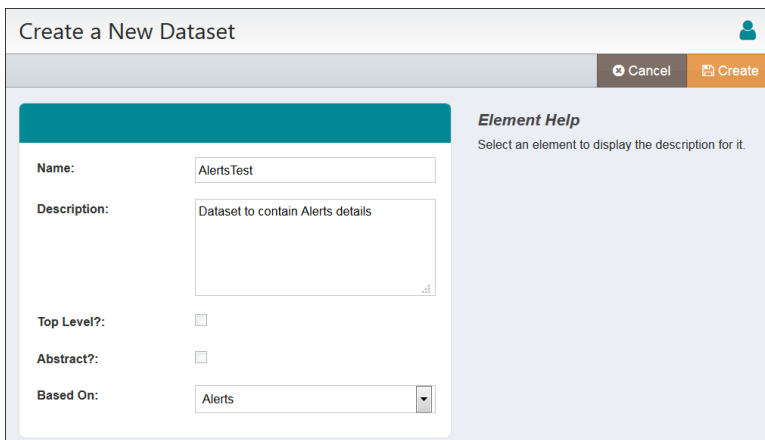 Create a New Dataset
Cancel
Create
Element Help
Select an element to display the description for it.
Name:
AlertsTest
Description:
Dataset to contain Alerts details
Top Level?:
Abstract?:
Based On:
Alerts